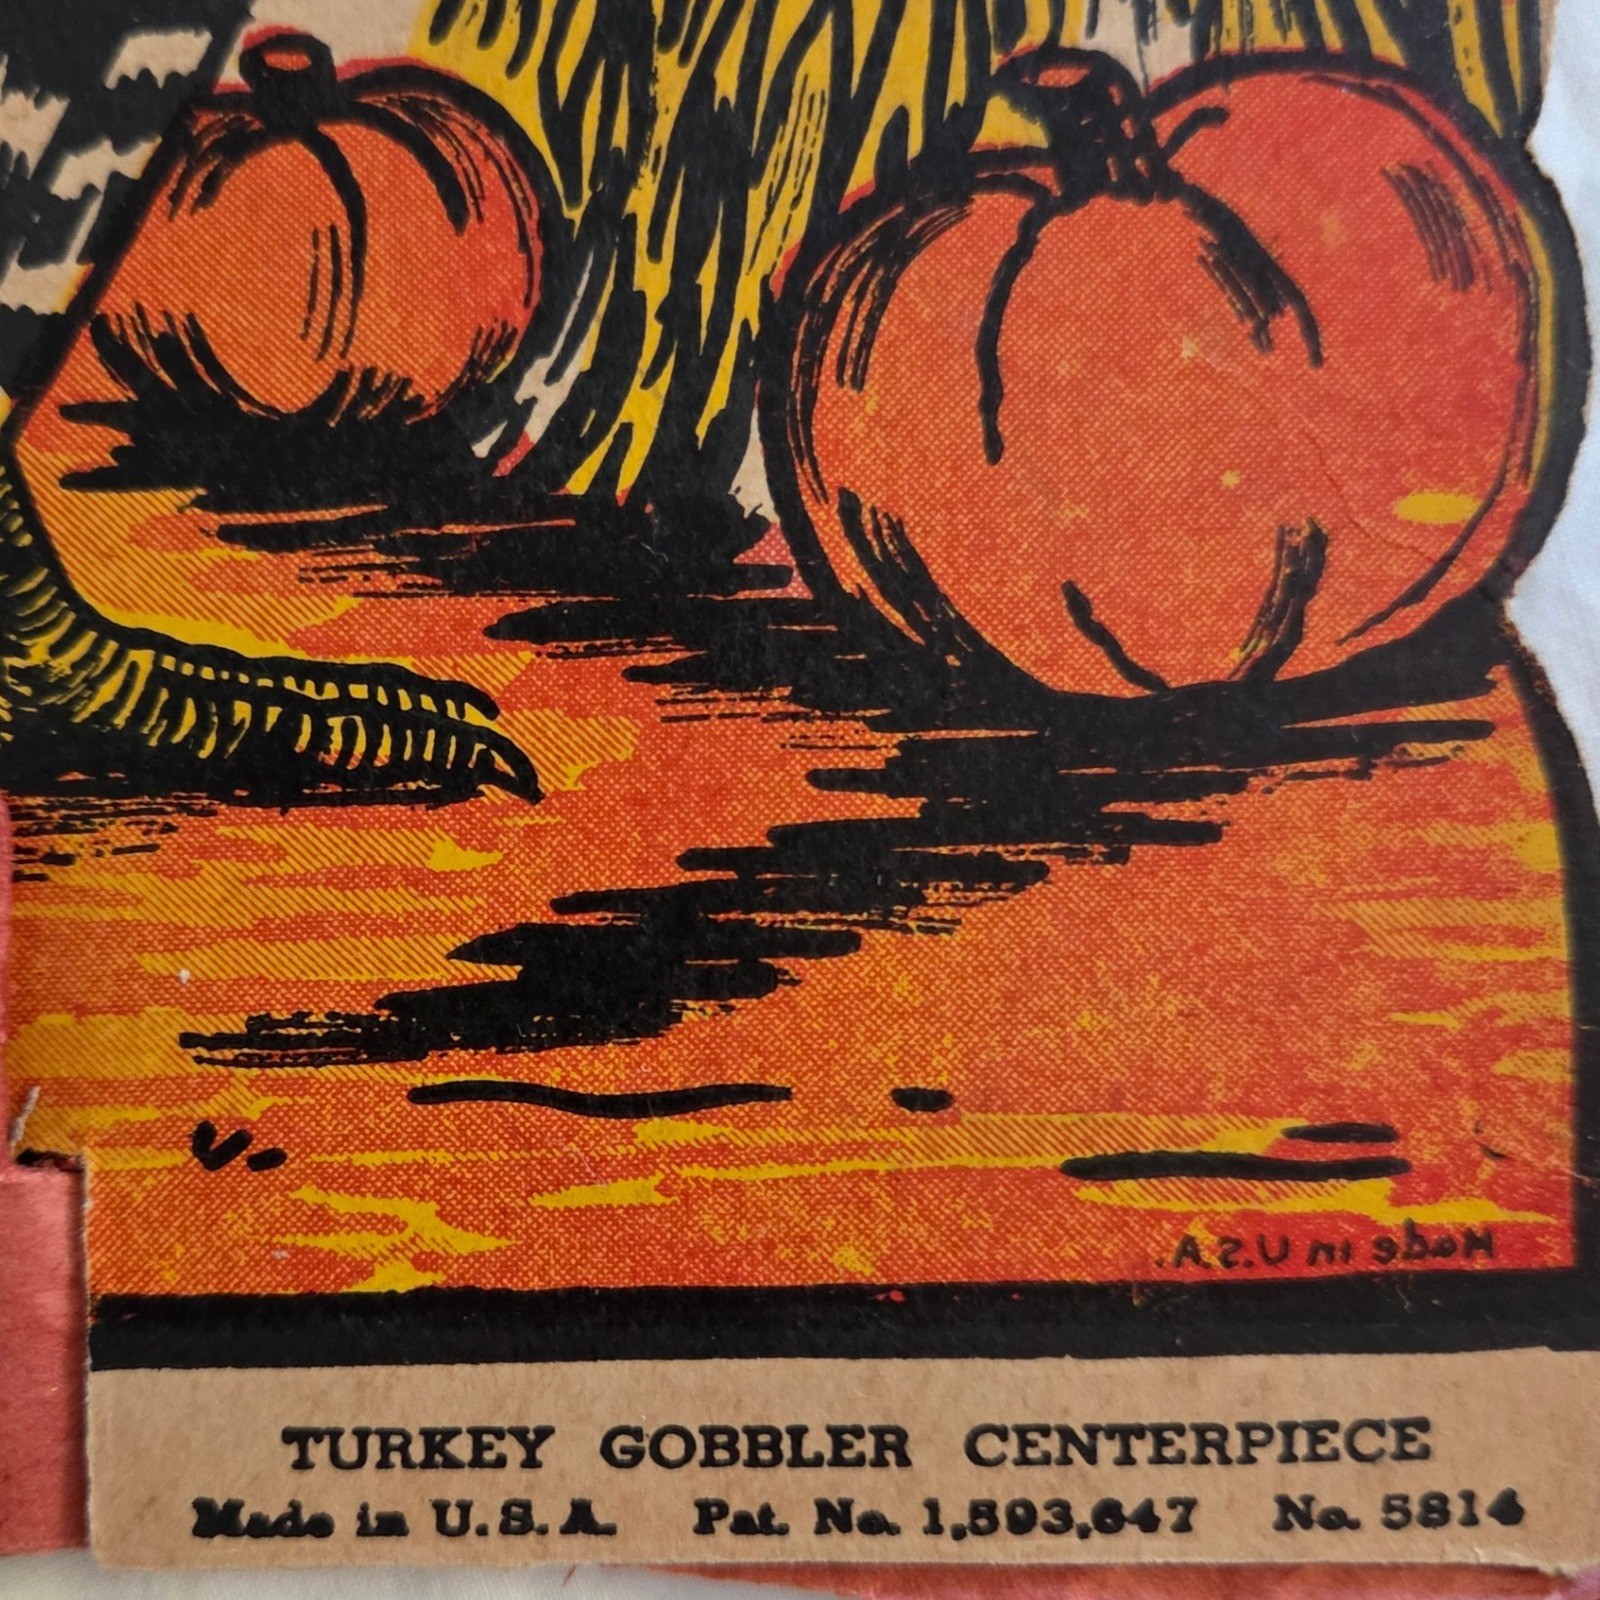 Made in U.S.A.
TURKEY GOBBLER CENTERPIECE
Made in U.S.A. Pat. No. 1,593,647 No. 5814